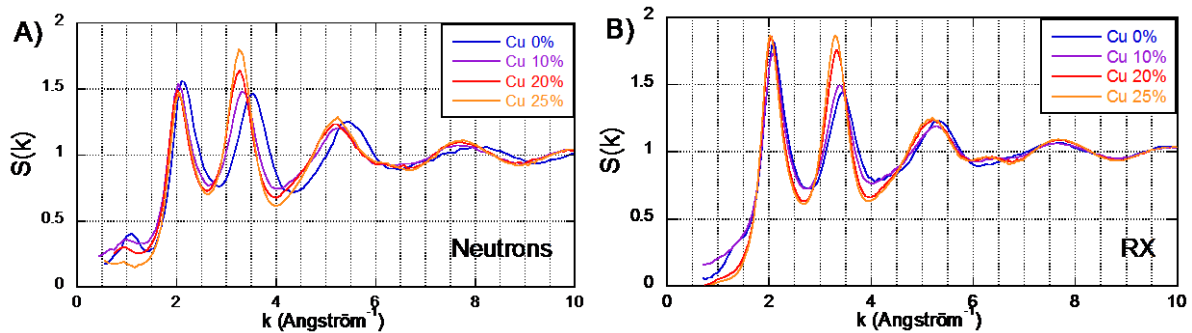 A)
S(k)
2
1.5
1
0.5
0
Cu 0%
Cu 10%
Cu 20%
Cu 25%
Neutrons
0 2 4 6 8 10
k (Angström⁻¹)
B)
S(k)
2
1.5
1
0.5
0
Cu 0%
Cu 10%
Cu 20%
Cu 25%
RX
0 2 4 6 8 10
k (Angström⁻¹)